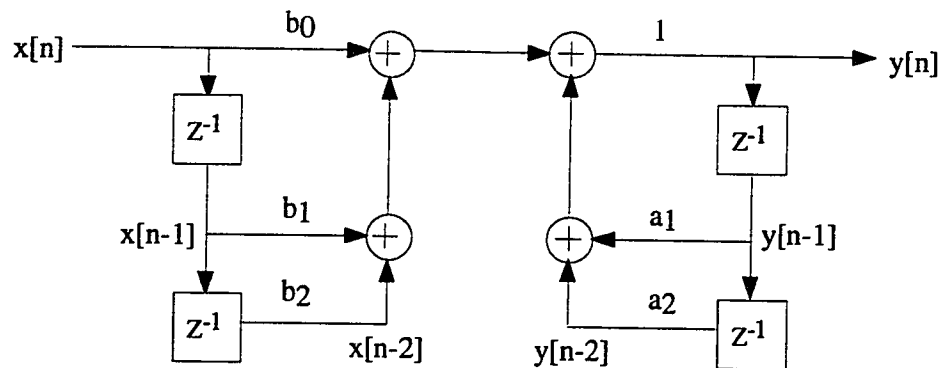 x[n] b0 + + 1 y[n]
Z-1 Z-1
x[n-1] b1 + + a1 y[n-1]
Z-1 b2 a2 Z-1
x[n-2] y[n-2]